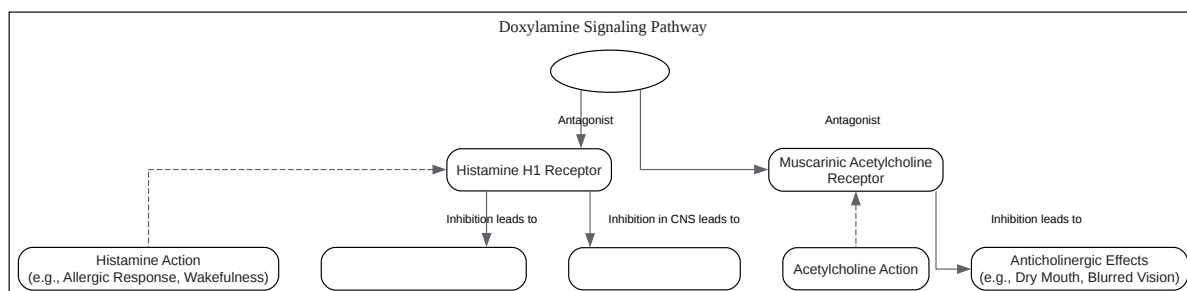 Doxylamine Signaling Pathway
Antagonist
Antagonist
Histamine H1 Receptor
Muscarinic Acetylcholine
Receptor
Inhibition leads to
Inhibition in CNS leads to
Inhibition leads to
Histamine Action
(e.g., Allergic Response, Wakefulness)
Acetylcholine Action
Anticholinergic Effects
(e.g., Dry Mouth, Blurred Vision)